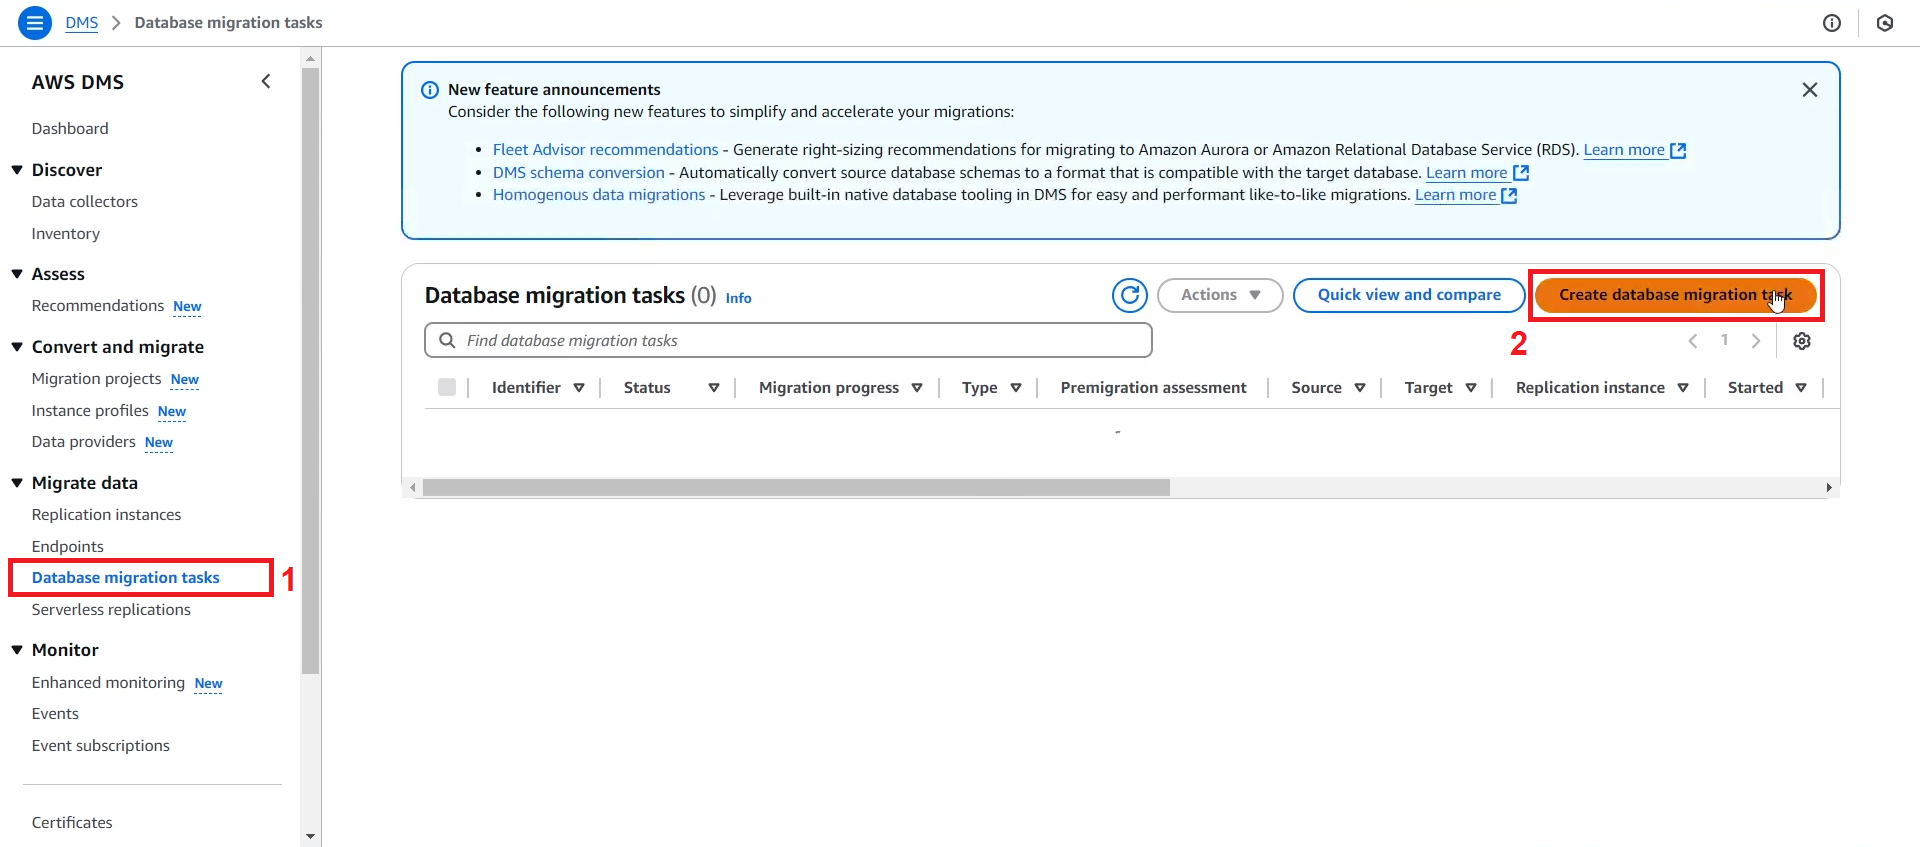 DMS > Database migration tasks
AWS DMS
Dashboard
Discover
Data collectors
Inventory
Assess
Recommendations New
Convert and migrate
Migration projects New
Instance profiles New
Data providers New
Migrate data
Replication instances
Endpoints
Database migration tasks 1
Serverless replications
Monitor
Enhanced monitoring New
Events
Event subscriptions
Certificates
New feature announcements
Consider the following new features to simplify and accelerate your migrations:
• Fleet Advisor recommendations - Generate right-sizing recommendations for migrating to Amazon Aurora or Amazon Relational Database Service (RDS). Learn more
• DMS schema conversion - Automatically convert source database schemas to a format that is compatible with the target database. Learn more
• Homogenous data migrations - Leverage built-in native database tooling in DMS for easy and performant like-to-like migrations. Learn more
Database migration tasks (0) Info
Actions
Quick view and compare
Create database migration task
2
Find database migration tasks
1
Identifier Status Migration progress Type Premigration assessment Source Target Replication instance Started
-